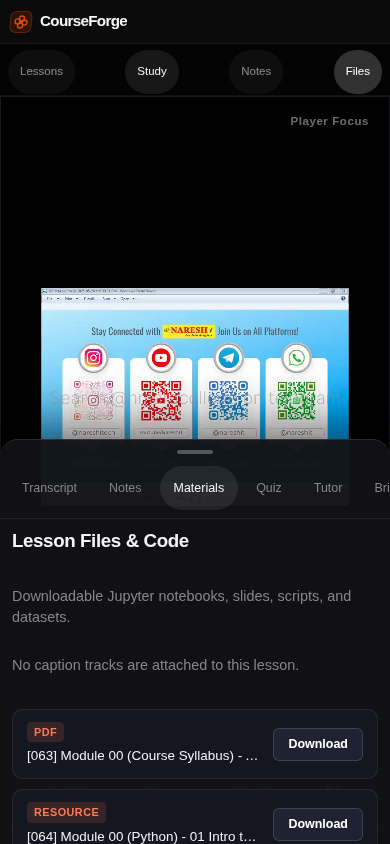 CourseForge
Lessons
Study
Notes
Files
Player Focus
Stay Connected with NARESH Join Us on All Platforms!
@nareshitech
@nareshit
@nareshit
Transcript
Notes
Materials
Quiz
Tutor
Bri
Lesson Files & Code
Downloadable Jupyter notebooks, slides, scripts, and
datasets.
No caption tracks are attached to this lesson.
PDF
[063] Module 00 (Course Syllabus) - ...
Download
RESOURCE
[064] Module 00 (Python) - 01 Intro t...
Download